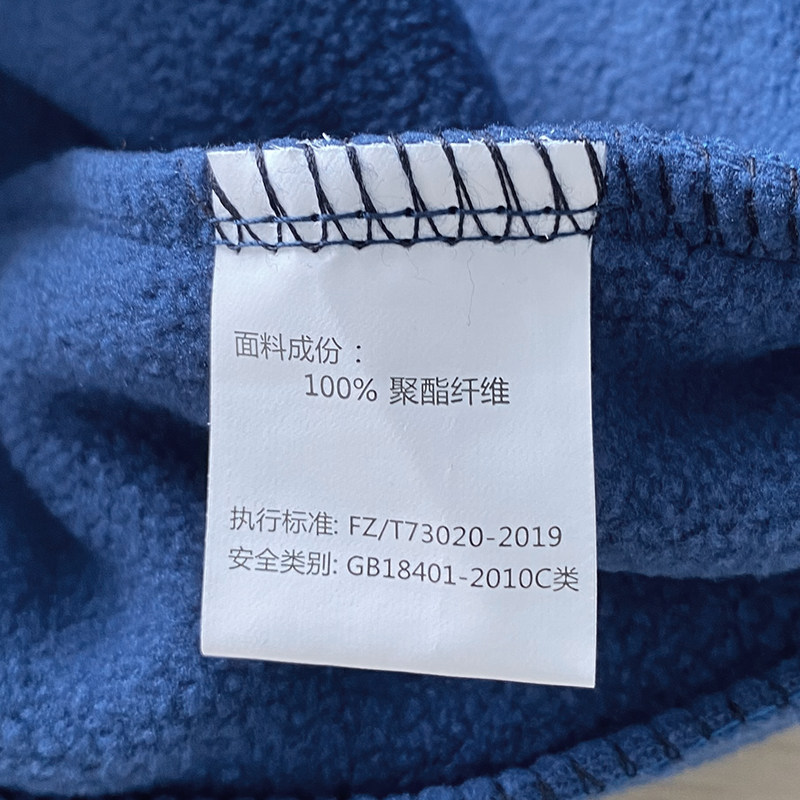 面料成份：
100% 聚酯纤维
执行标准: FZ/T73020-2019
安全类别: GB18401-2010C类